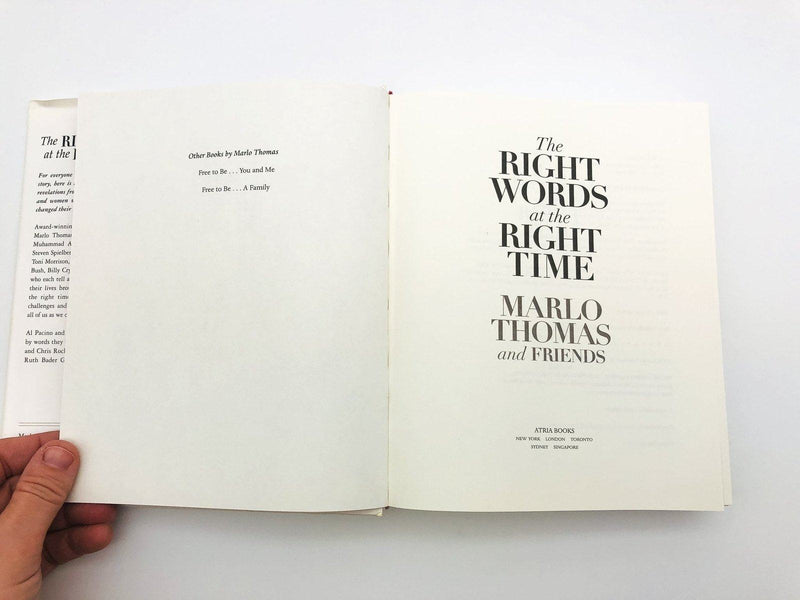 The RI
at the
For everyone
story, here is
revelations fr
and women
changed their
Award-winnin
Marlo Thoma
Muhammad A
Steven Spielbe
Toni Morrison,
Bush, Billy Cry
who each tell a
their lives bro
the right time
challenges and
all of us as we c
Al Pacino and
by words they
and Chris Rock
Ruth Bader G
Other Books by Marlo Thomas
Free to Be . . . You and Me
Free to Be . . . A Family
The
RIGHT
WORDS
at the
RIGHT
TIME
MARLO
THOMAS
and FRIENDS
ATRIA BOOKS
NEW YORK LONDON TORONTO
SYDNEY SINGAPORE